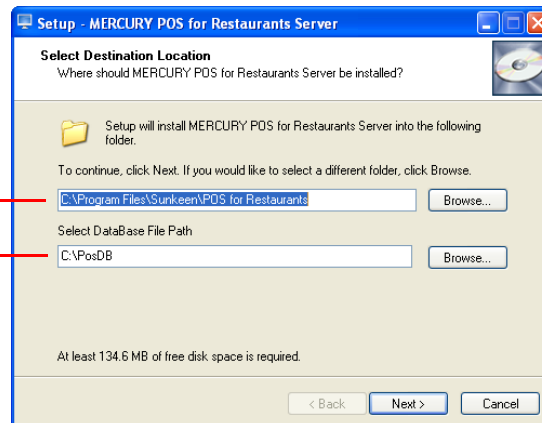 Setup - MERCURY POS for Restaurants Server
Select Destination Location
Where should MERCURY POS for Restaurants Server be installed?
Setup will install MERCURY POS for Restaurants Server into the following
folder.
To continue, click Next. If you would like to select a different folder, click Browse.
C:\Program Files\Sunkeen\POS for Restaurants
Browse...
Select DataBase File Path
C:\PosDB
Browse...
At least 134.6 MB of free disk space is required.
< Back
Next >
Cancel